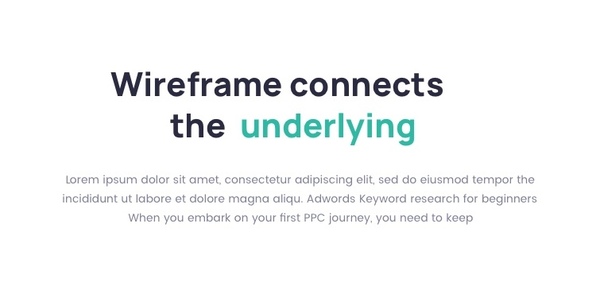 Wireframe connects
the underlying
Lorem ipsum dolor sit amet, consectetur adipiscing elit, sed do eiusmod tempor the
incididunt ut labore et dolore magna aliqu. Adwords Keyword research for beginners
When you embark on your first PPC journey, you need to keep